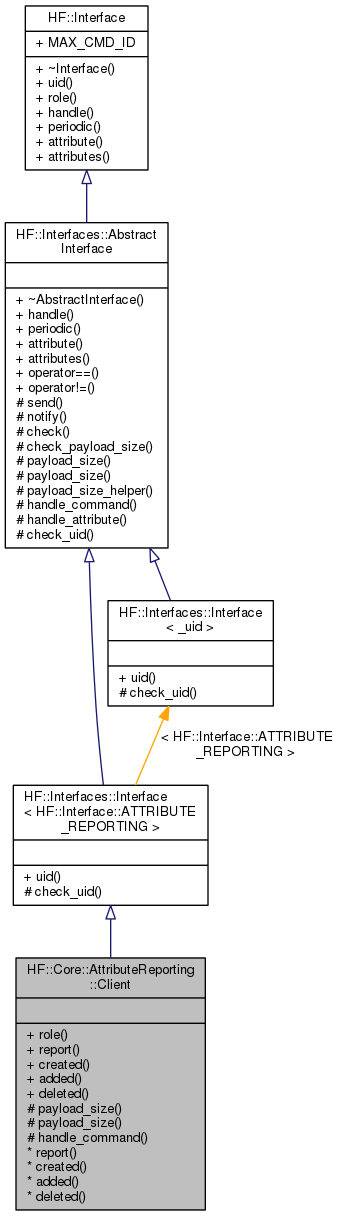 HF::Interface
+ MAX_CMD_ID
+ ~Interface()
+ uid()
+ role()
+ handle()
+ periodic()
+ attribute()
+ attributes()
HF::Interfaces::Abstract
Interface
+ ~AbstractInterface()
+ handle()
+ periodic()
+ attribute()
+ attributes()
+ operator==()
+ operator!=()
# send()
# notify()
# check()
# check_payload_size()
# payload_size()
# payload_size()
# payload_size_helper()
# handle_command()
# handle_attribute()
# check_uid()
HF::Interfaces::Interface
< _uid >
+ uid()
# check_uid()
< HF::Interface::ATTRIBUTE
_REPORTING >
HF::Interfaces::Interface
< HF::Interface::ATTRIBUTE
_REPORTING >
+ uid()
# check_uid()
HF::Core::AttributeReporting
::Client
+ role()
+ report()
+ created()
+ added()
+ deleted()
# payload_size()
# payload_size()
# handle_command()
* report()
* created()
* added()
* deleted()